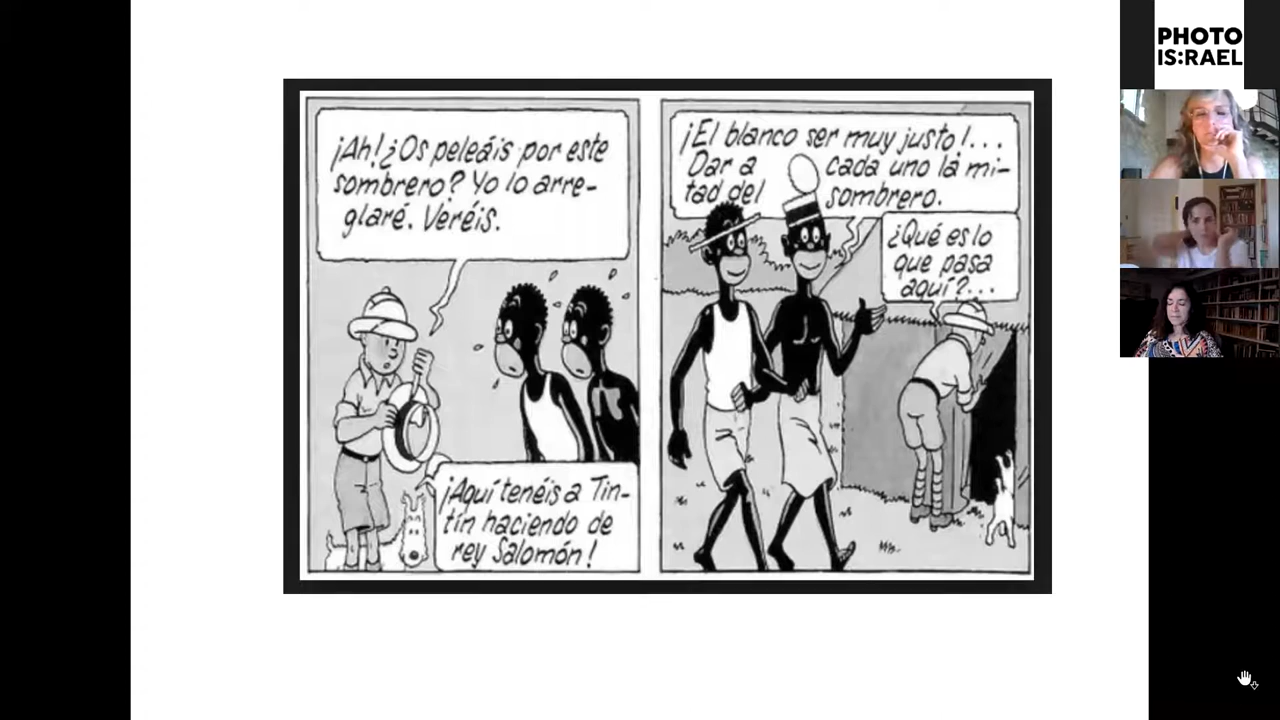 ¡Ah! ¿Os peleáis por este
sombrero? Yo lo arre-
glaré. Veréis.
¡Aquí tenéis a Tin-
tín haciendo de
rey Salomón!
¡El blanco ser muy justo!...
Dar a cada uno la mi-
tad del sombrero.
¿Qué es lo
que pasa
aquí?...
PHOTO
IS:RAEL